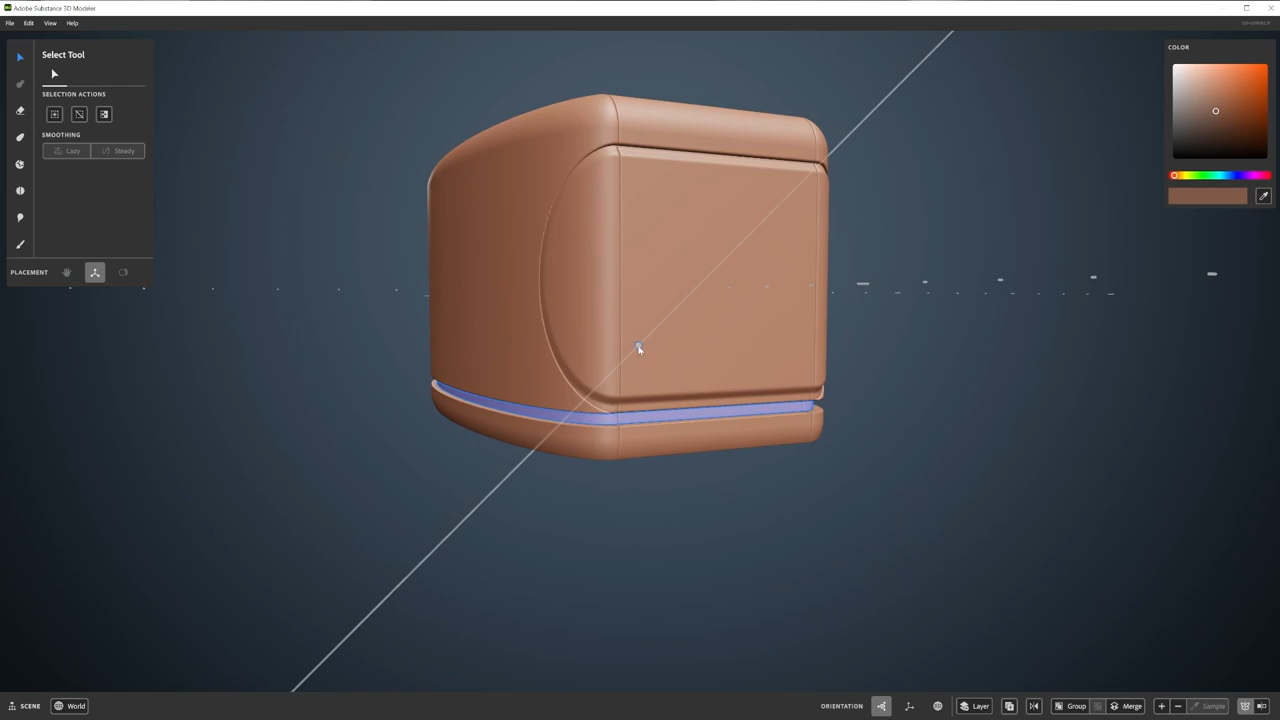 Adobe Substance 3D Modeler
File Edit View Help
Select Tool
SELECTION ACTIONS
SMOOTHING
Lazy Steady
PLACEMENT
COLOR
SCENE World
ORIENTATION Layer Group Merge Sample